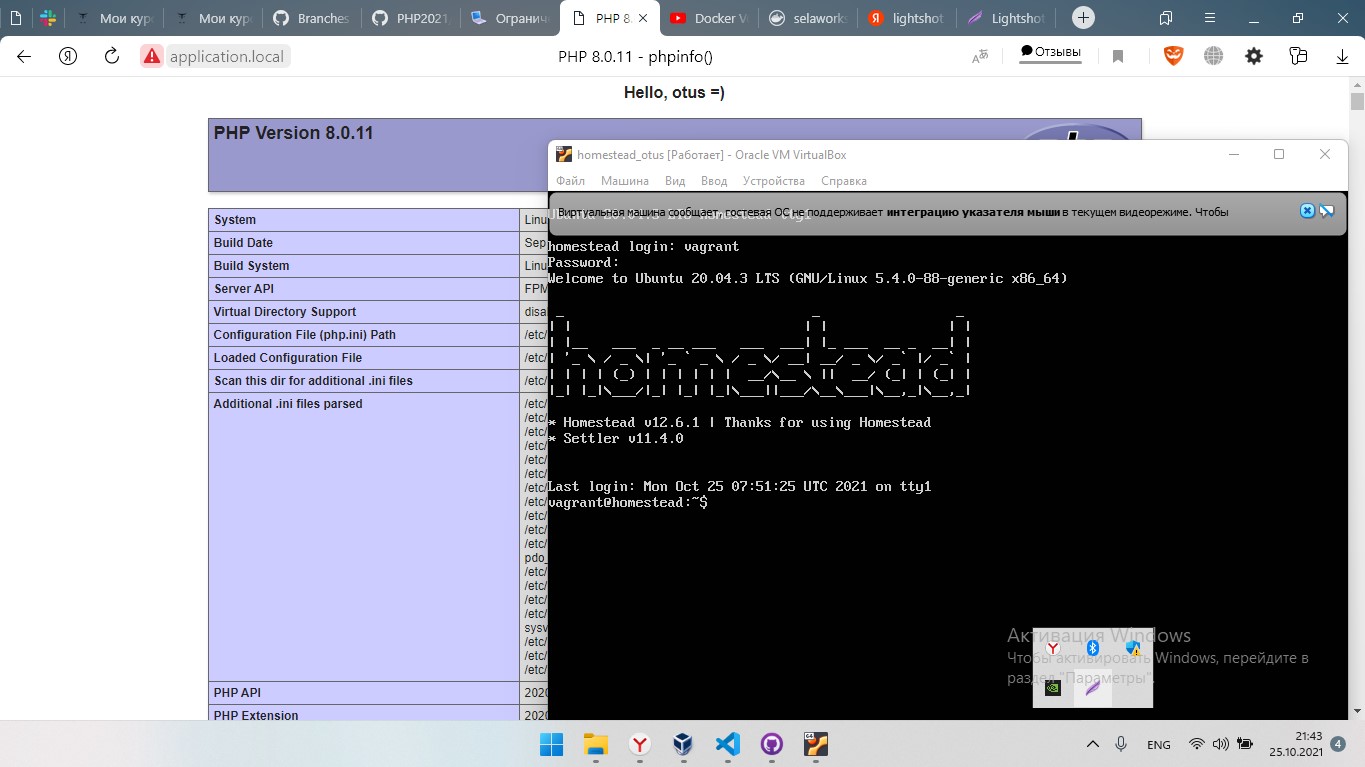 Мои кур
Мои кур
Branches
PHP2021
Огранич
PHP 8.
Docker V
selawork
lightshot
Lightshot
application.local
PHP 8.0.11 - phpinfo()
Отзывы
Hello, otus =)
PHP Version 8.0.11
homestead_otus [Работает] - Oracle VM VirtualBox
Файл Машина Вид Ввод Устройства Справка
Виртуальная машина сообщает, гостевая ОС не поддерживает интеграцию указателя мыши в текущем видеорежиме. Чтобы
System Linu
Build Date Sep
Build System Linu
Server API FPM
Virtual Directory Support disa
Configuration File (php.ini) Path /etc/
Loaded Configuration File /etc/
Scan this dir for additional .ini files /etc/
Additional .ini files parsed /etc/
/etc/
/etc/
/etc/
/etc/
/etc/
/etc/
/etc/
/etc/
/etc/
/etc/
pdo_
/etc/
/etc/
/etc/
/etc/
sysv
/etc/
/etc/
/etc/
PHP API 2020
PHP Extension 2020
homestead login: vagrant
Password:
Welcome to Ubuntu 20.04.3 LTS (GNU/Linux 5.4.0-88-generic x86_64)
homestead
* Homestead v12.6.1 | Thanks for using Homestead
* Settler v11.4.0
Last login: Mon Oct 25 07:51:25 UTC 2021 on tty1
vagrant@homestead:~$
Активация Windows
Чтобы активировать Windows, перейдите в
раздел "Параметры".
ENG
21:43
25.10.2021
4